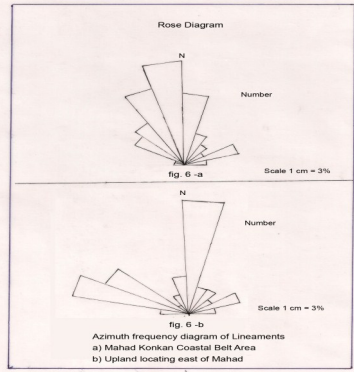 Rose Diagram
N
Number
fig. 6 -a
Scale 1 cm = 3%
N
Number
Scale 1 cm = 3%
fig. 6 -b
Azimuth frequency diagram of Lineaments
a) Mahad Konkan Coastal Belt Area
b) Upland locating east of Mahad